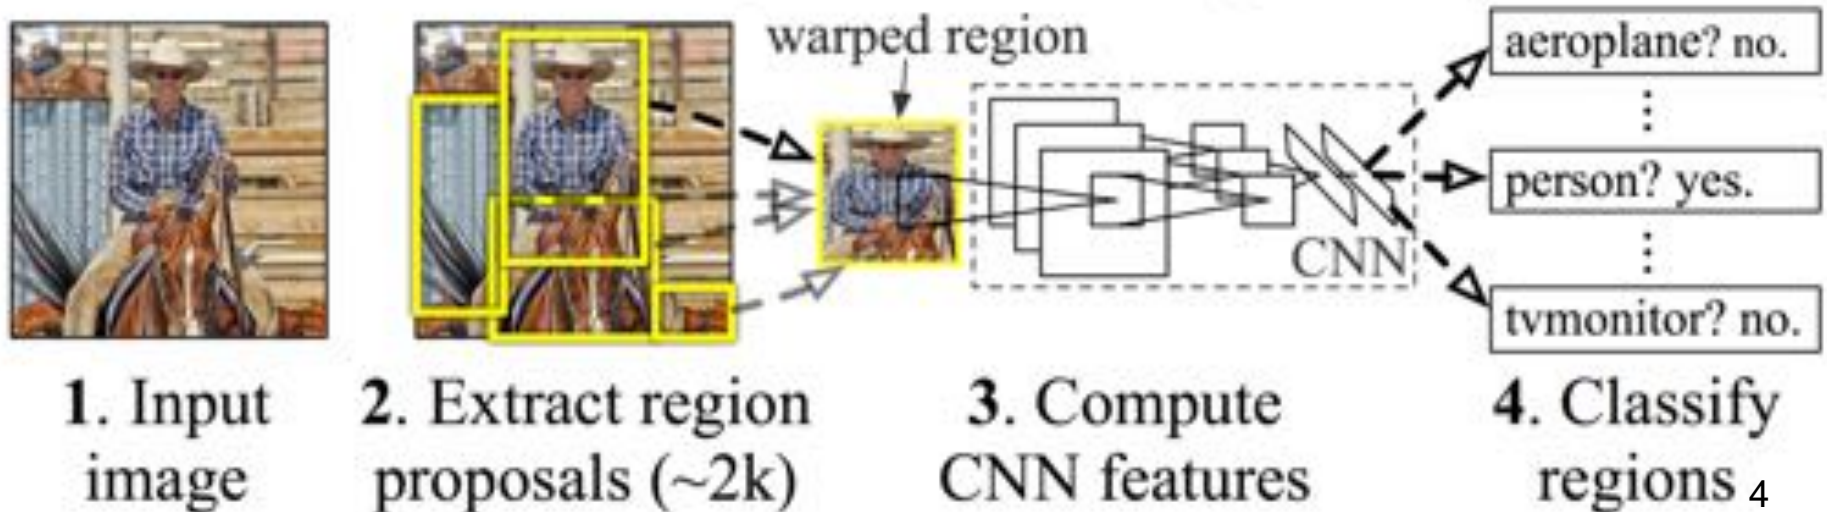 warped region
aeroplane? no.
person? yes.
CNN
tvmonitor? no.
1. Input
image
2. Extract region
proposals (~2k)
3. Compute
CNN features
4. Classify
regions
4